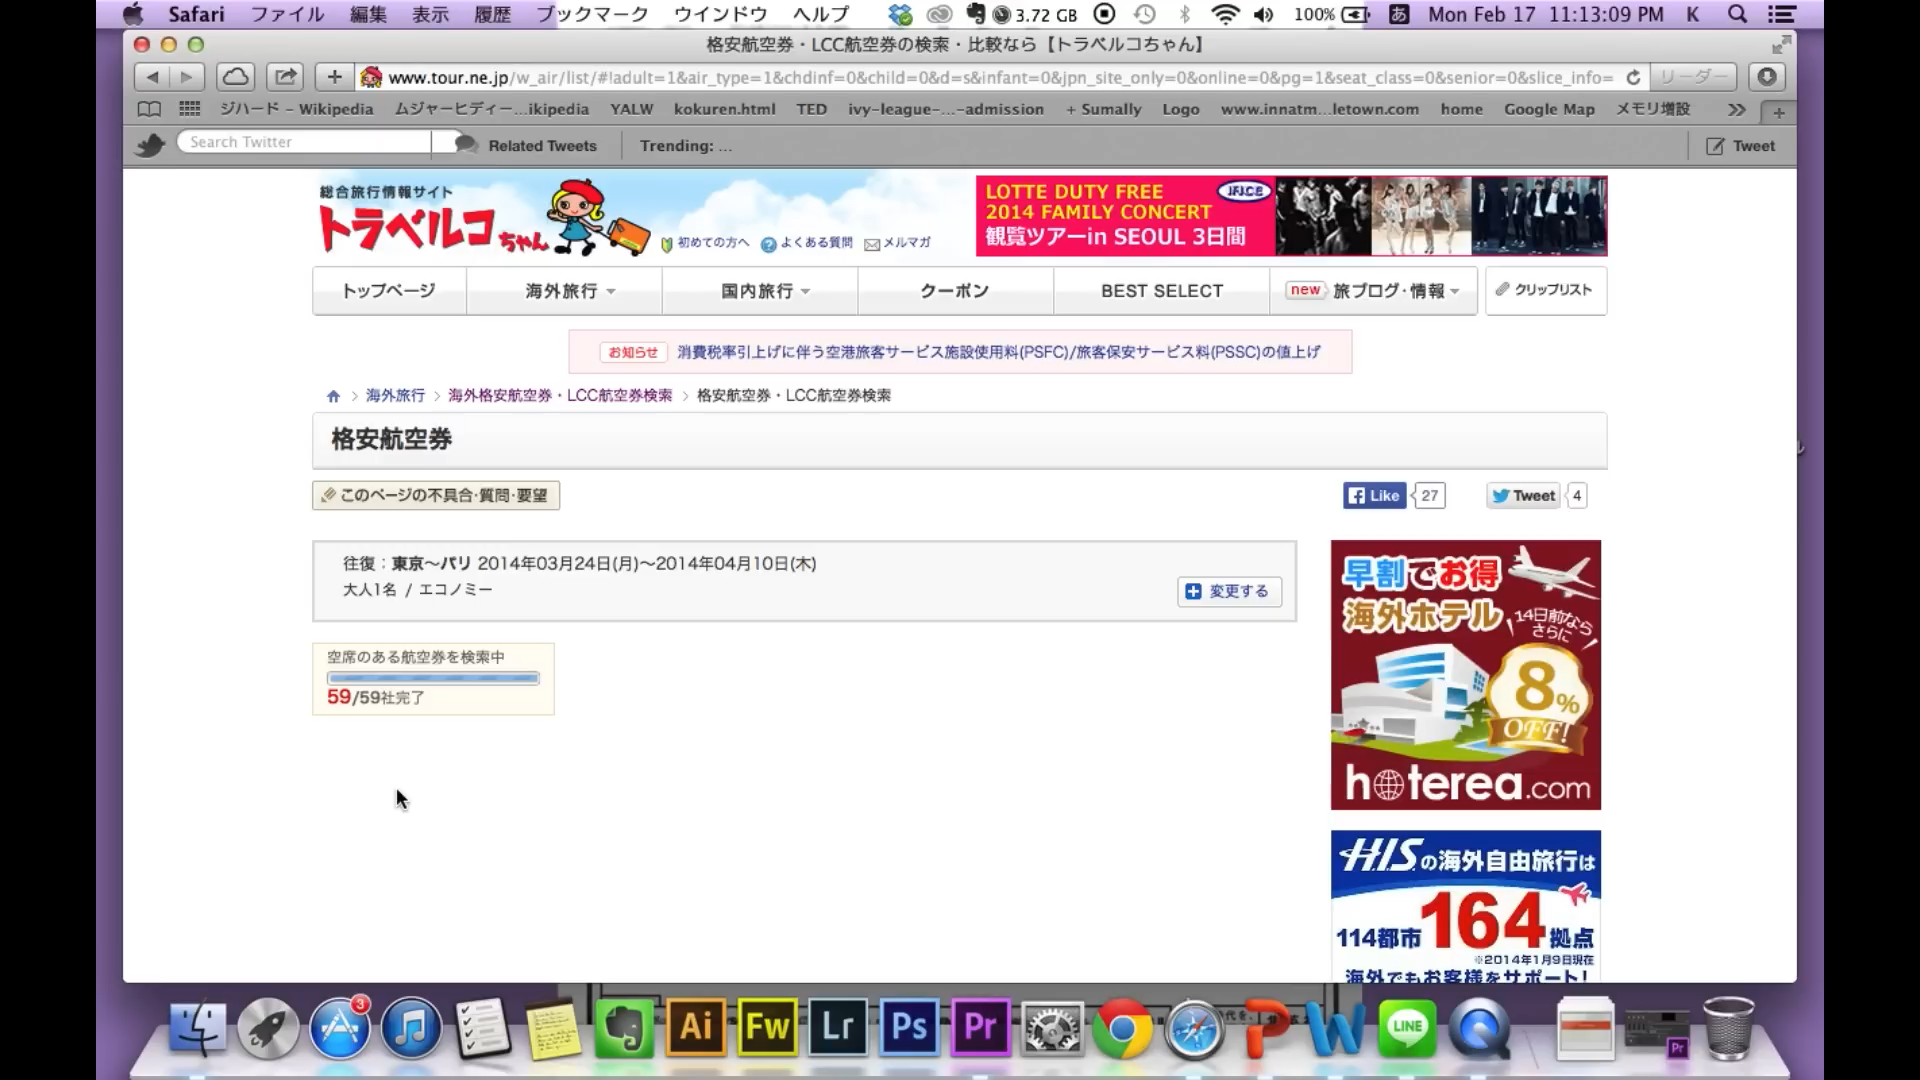 Safari ファイル 編集 表示 履歴 ブックマーク ウインドウ ヘルプ 3.72 GB 100% あ Mon Feb 17 11:13:09 PM K
格安航空券・LCC航空券の検索・比較なら【トラベルコちゃん】
www.tour.ne.jp/w_air/list/#!adult=1&air_type=1&chdinf=0&child=0&d=s&infant=0&jpn_site_only=0&online=0&pg=1&seat_class=0&senior=0&slice_info= リーダー
ジハード – Wikipedia ムジャーヒディー…ikipedia YALW kokuren.html TED ivy-league-…-admission + Sumally Logo www.innatm…letown.com home Google Map メモリ増設
Search Twitter Related Tweets Trending: ... Tweet
総合旅行情報サイト
トラベルコちゃん
初めての方へ よくある質問 メルマガ
LOTTE DUTY FREE
2014 FAMILY CONCERT
観覧ツアーin SEOUL 3日間
トップページ 海外旅行 国内旅行 クーポン BEST SELECT new 旅ブログ・情報 クリップリスト
お知らせ 消費税率引上げに伴う空港旅客サービス施設使用料(PSFC)/旅客保安サービス料(PSSC)の値上げ
海外旅行 > 海外格安航空券・LCC航空券検索 > 格安航空券・LCC航空券検索
格安航空券
このページの不具合・質問・要望
Like 27 Tweet 4
往復：東京～パリ 2014年03月24日(月)～2014年04月10日(木)
大人1名 / エコノミー
変更する
空席のある航空券を検索中
59/59社完了
早割でお得
海外ホテル
14日前なら
さらに
8%
OFF!
hoterea.com
H.I.S.の海外自由旅行は
114都市164拠点
※2014年1月9日現在
海外でもお客様をサポート!
3
Ai Fw Lr Ps Pr P W LINE Pr